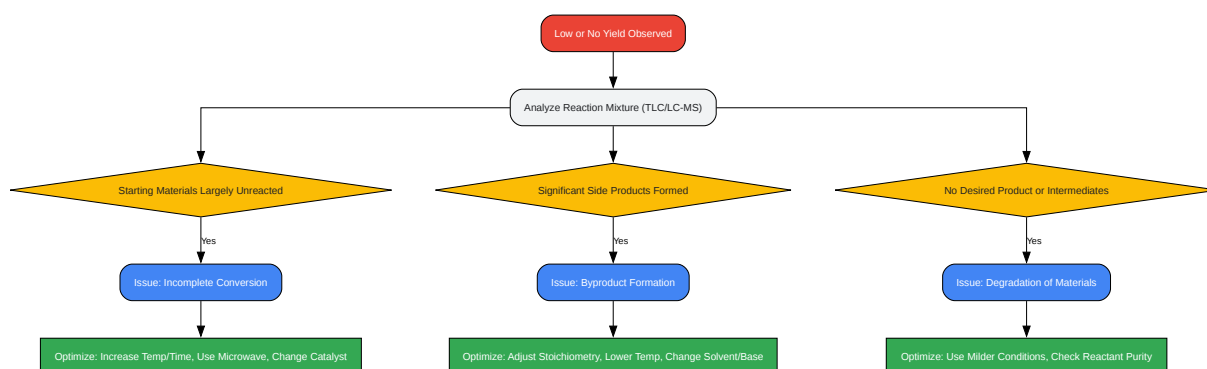 Low or No Yield Observed
Analyze Reaction Mixture (TLC/LC-MS)
Starting Materials Largely Unreacted
Significant Side Products Formed
No Desired Product or Intermediates
Yes
Yes
Yes
Issue: Incomplete Conversion
Issue: Byproduct Formation
Issue: Degradation of Materials
Optimize: Increase Temp/Time, Use Microwave, Change Catalyst
Optimize: Adjust Stoichiometry, Lower Temp, Change Solvent/Base
Optimize: Use Milder Conditions, Check Reactant Purity